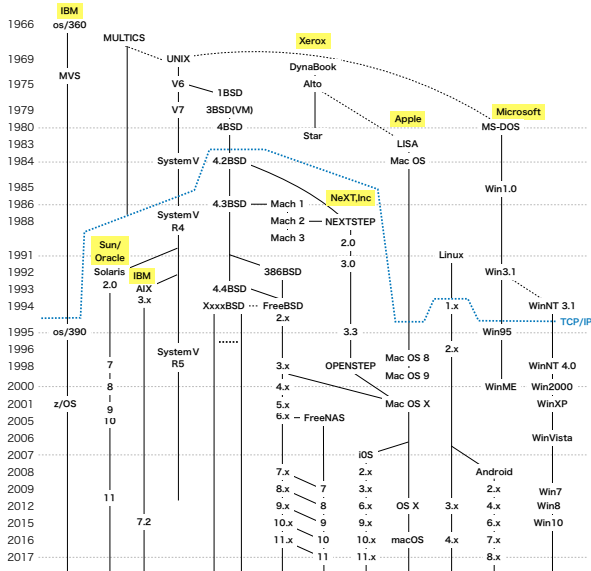 IBM
1966 os/360
MULTICS
Xerox
1969 UNIX
DynaBook
MVS
1975 V6 Alto
1BSD
Apple Microsoft
1979 V7 3BSD(VM)
1980 4BSD MS-DOS
Star
1983 LISA
1984 System V 4.2BSD Mac OS
1985 Win1.0
NeXT,Inc
1986 4.3BSD Mach 1
System V
1988 R4 Mach 2 NEXTSTEP
Mach 3 2.0
Sun/
Oracle
1991 Linux
3.0
IBM
1992 Solaris 386BSD Win3.1
1993 2.0 AIX 4.4BSD
3.x
1994 XxxxBSD FreeBSD 1.x WinNT 3.1
2.x
TCP/IP
1995 os/390 3.3 Win95
1996 System V 2.x
R5 Mac OS 8
1998 7 3.x OPENSTEP WinNT 4.0
Mac OS 9
2000 8 4.x WinME Win2000
2001 z/OS 9 5.x Mac OS X WinXP
2005 10 6.x FreeNAS
2006 WinVista
2007 iOS
2008 7.x 2.x Android
2009 11 8.x 7 3.x 2.x Win7
2012 9.x 8 6.x OS X 3.x 4.x Win8
2015 7.2 10.x 9 9.x 6.x Win10
2016 11.x 10 10.x macOS 4.x 7.x
2017 11 11.x 8.x